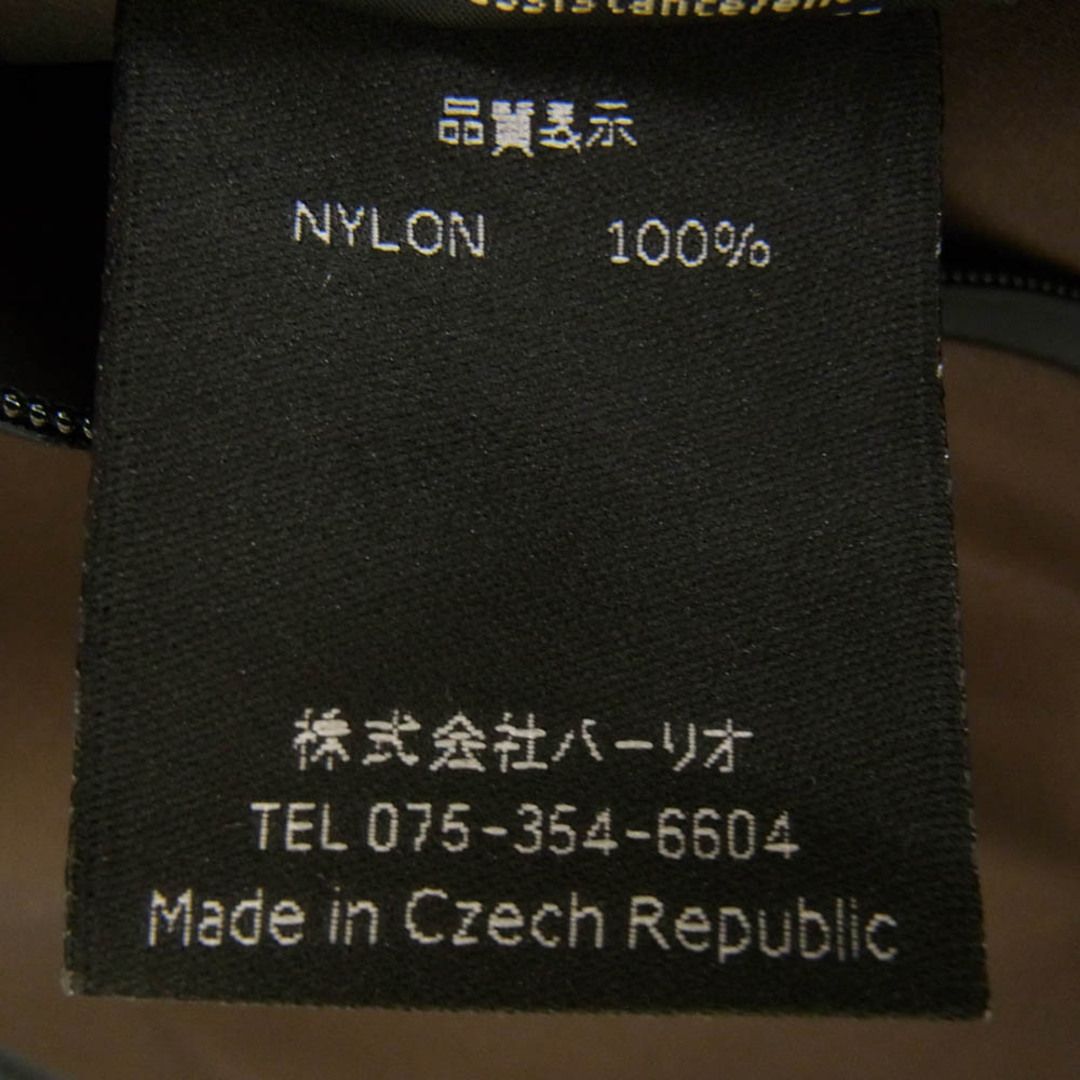 品質表示
NYLON 100%
株式会社バーリオ
TEL 075-354-6604
Made in Czech Republic